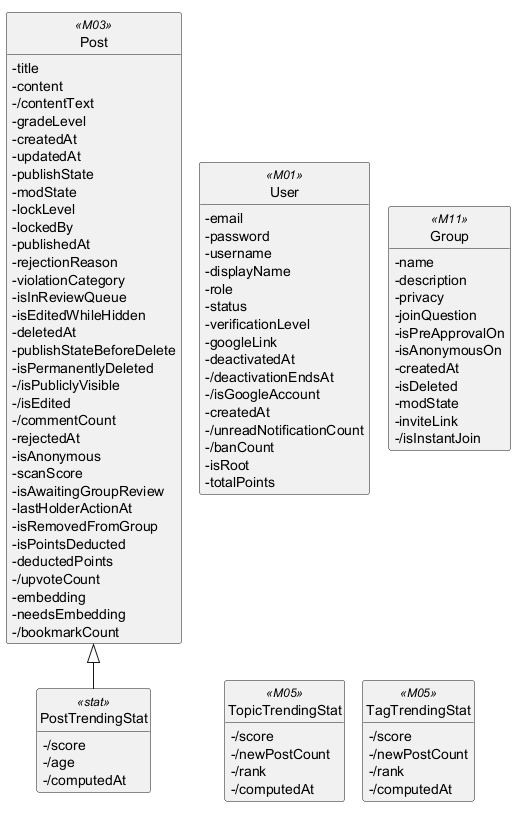 «M03»
Post
-title
-content
-/contentText
-gradeLevel
-createdAt
-updatedAt
-publishState
-modState
-lockLevel
-lockedBy
-publishedAt
-rejectionReason
-violationCategory
-isInReviewQueue
-isEditedWhileHidden
-deletedAt
-publishStateBeforeDelete
-isPermanentlyDeleted
-/isPubliclyVisible
-/isEdited
-/commentCount
-rejectedAt
-isAnonymous
-scanScore
-isAwaitingGroupReview
-lastHolderActionAt
-isRemovedFromGroup
-isPointsDeducted
-deductedPoints
-/upvoteCount
-embedding
-needsEmbedding
-/bookmarkCount
«M01»
User
-email
-password
-username
-displayName
-role
-status
-verificationLevel
-googleLink
-deactivatedAt
-/deactivationEndsAt
-/isGoogleAccount
-createdAt
-/unreadNotificationCount
-/banCount
-isRoot
-totalPoints
«M11»
Group
-name
-description
-privacy
-joinQuestion
-isPreApprovalOn
-isAnonymousOn
-createdAt
-isDeleted
-modState
-inviteLink
-/isInstantJoin
«stat»
PostTrendingStat
-/score
-/age
-/computedAt
«M05»
TopicTrendingStat
-/score
-/newPostCount
-/rank
-/computedAt
«M05»
TagTrendingStat
-/score
-/newPostCount
-/rank
-/computedAt